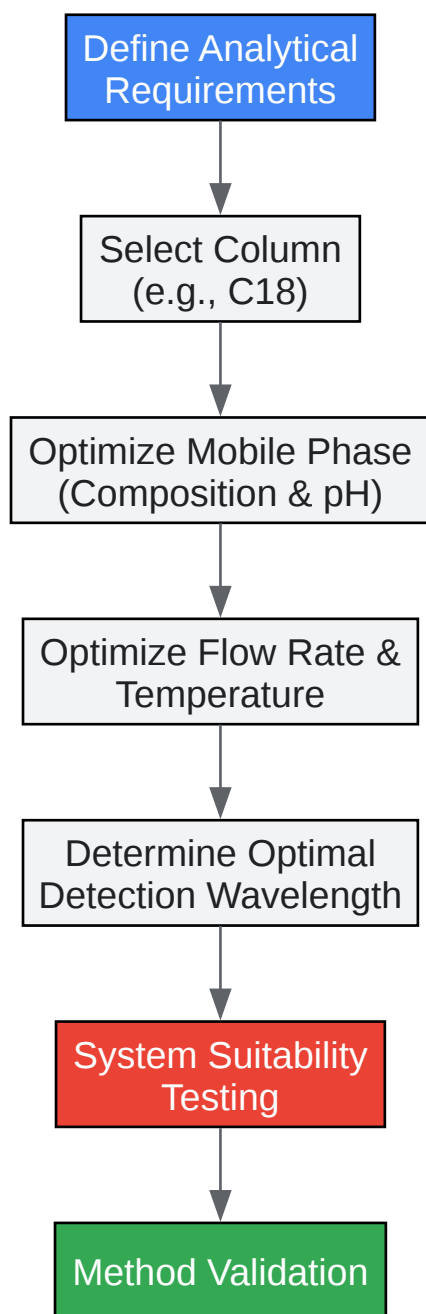 Define Analytical
Requirements
Select Column
(e.g., C18)
Optimize Mobile Phase
(Composition & pH)
Optimize Flow Rate &
Temperature
Determine Optimal
Detection Wavelength
System Suitability
Testing
Method Validation